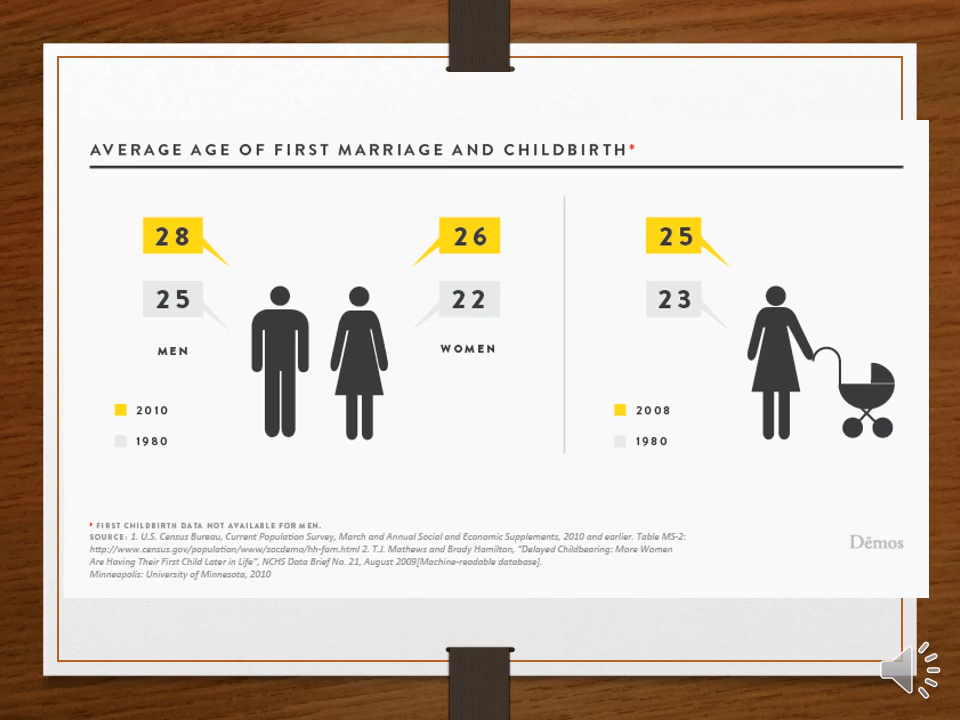 AVERAGE AGE OF FIRST MARRIAGE AND CHILDBIRTH*
28
26
25
22
MEN
WOMEN
2010
1980
25
23
2008
1980
* FIRST CHILDBIRTH DATA NOT AVAILABLE FOR MEN.
SOURCE: 1. U.S. Census Bureau, Current Population Survey, March and Annual Social and Economic Supplements, 2010 and earlier. Table MS-2:
http://www.census.gov/population/www/socdemo/hh-fam.html 2. T.J. Mathews and Brady Hamilton, "Delayed Childbearing: More Women
Are Having Their First Child Later in Life", NCHS Data Brief No. 21, August 2009[Machine-readable database].
Minneapolis: University of Minnesota, 2010
Dēmos